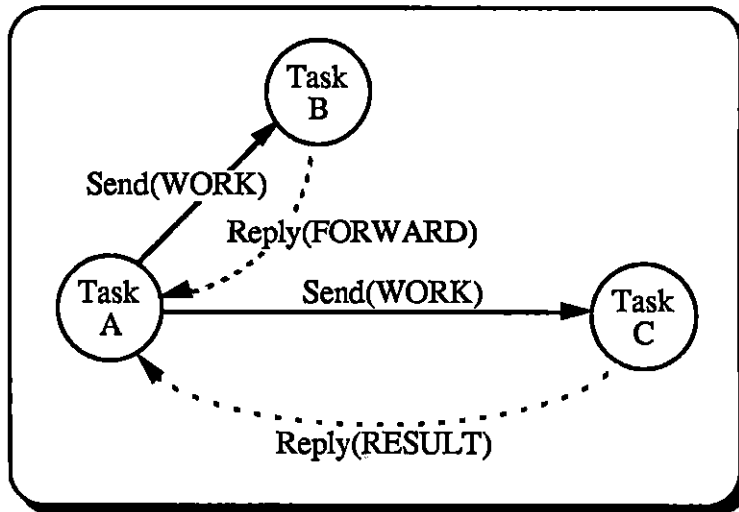 Task
B
Send(WORK)
Reply(FORWARD)
Task
A
Send(WORK)
Task
C
Reply(RESULT)